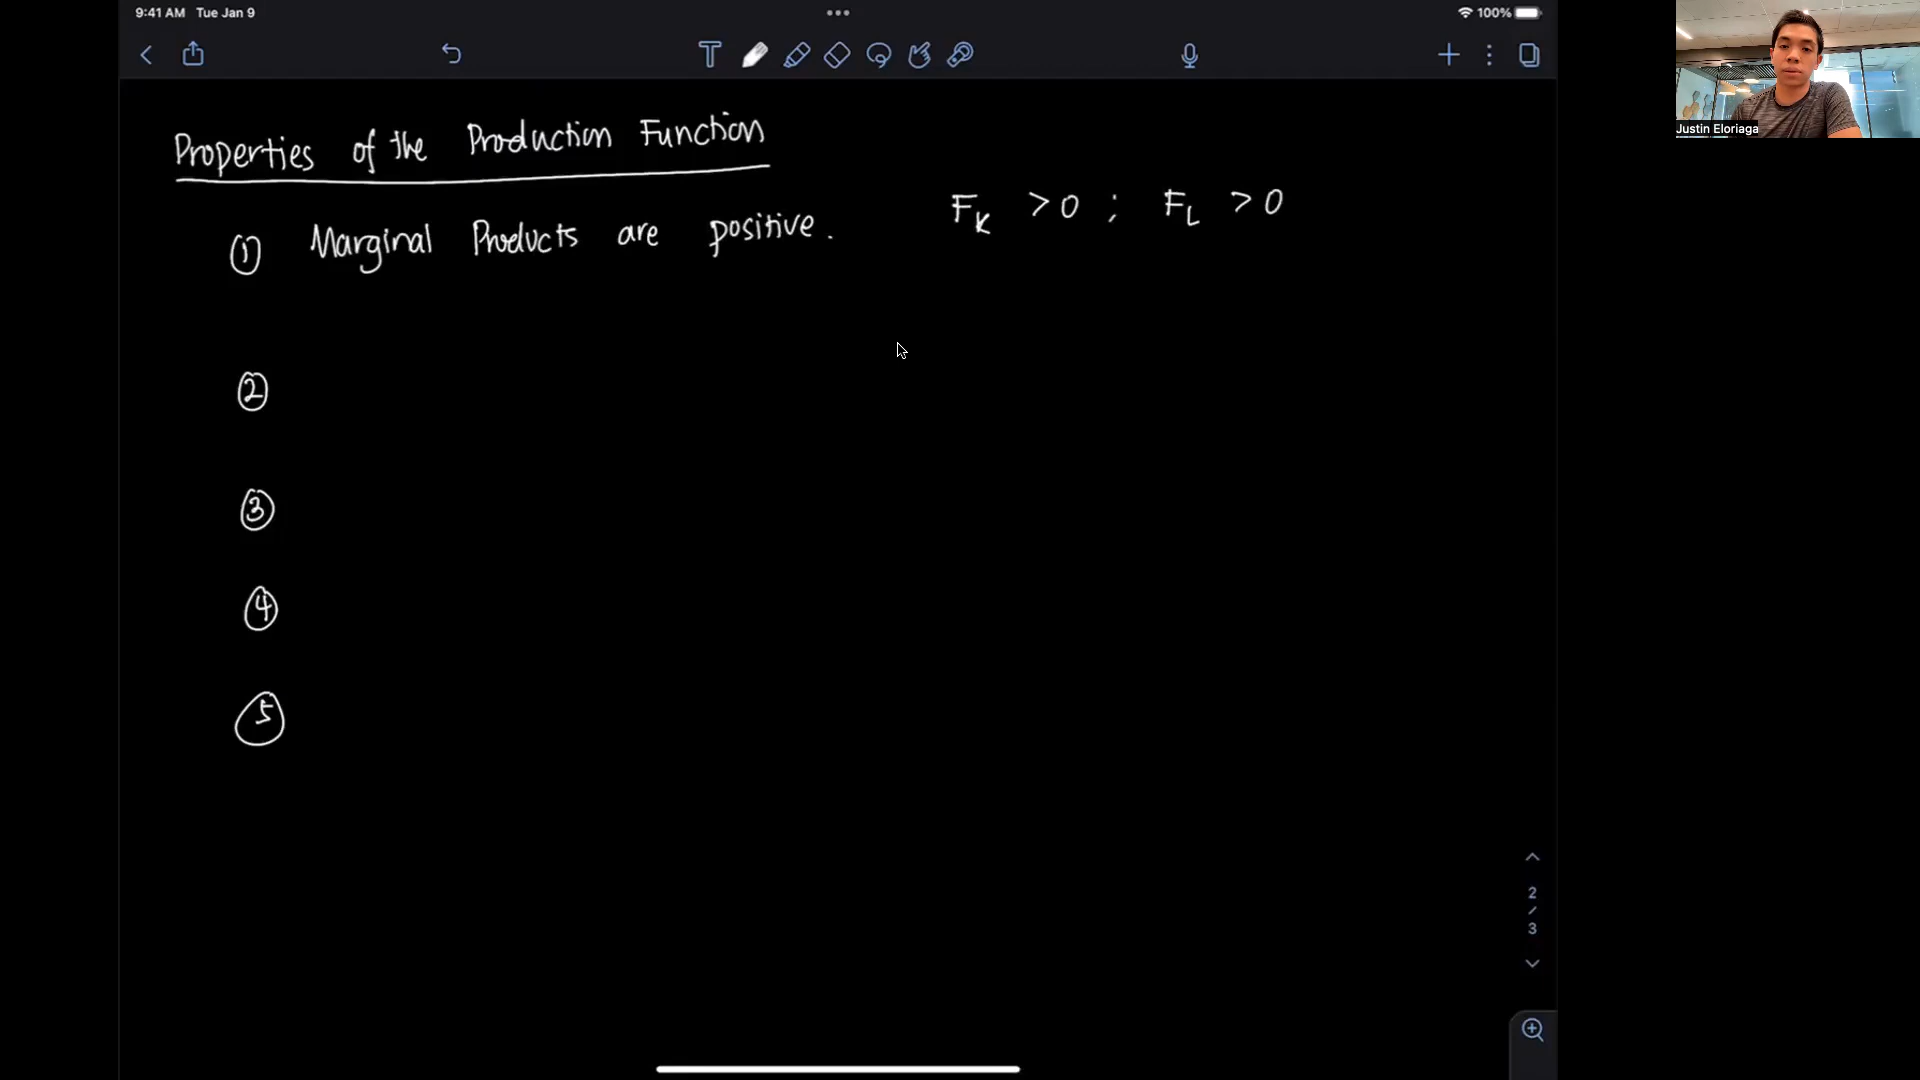 9:41 AM Tue Jan 9
100%
Properties of the Production Function
① Marginal Products are positive. F_K > 0 ; F_L > 0
②
③
④
⑤
2
/
3
Justin Eloriaga